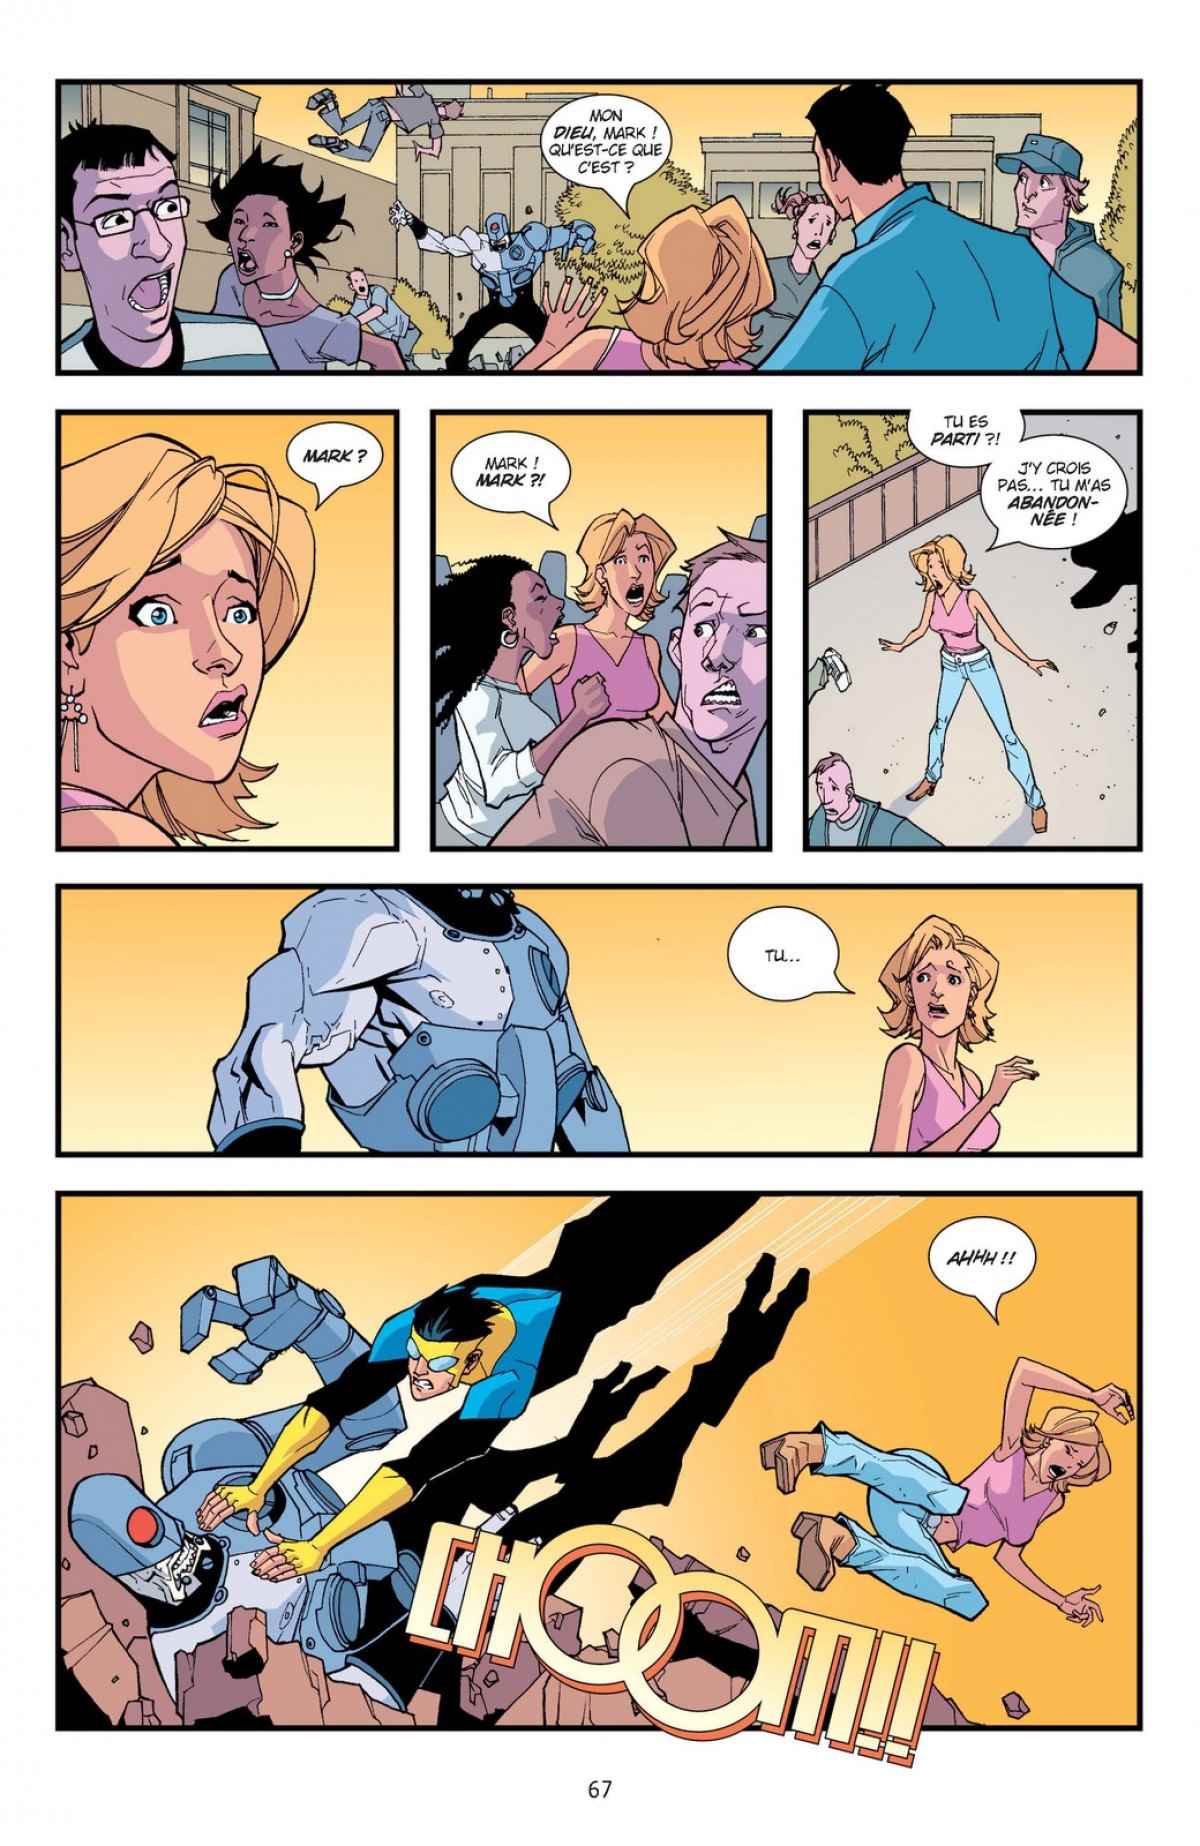 MON
DIEU, MARK !
QU'EST-CE QUE
C'EST ?
MARK ?
MARK !
MARK ?!
TU ES
PARTI ?!
J'Y CROIS
PAS... TU M'AS
ABANDON-
NÉE !
TU...
AHHH !!
CHOOOM!!
67